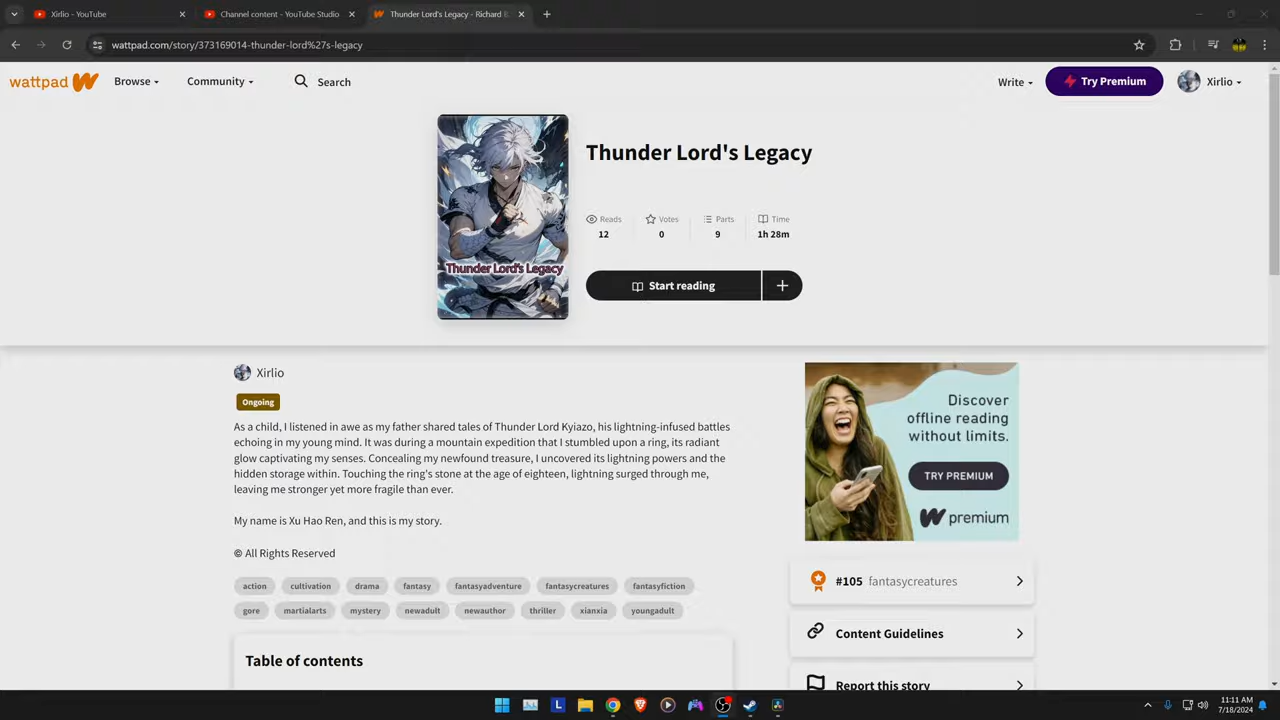 Xirlio - YouTube
Channel content - YouTube Studio
Thunder Lord's Legacy - Richard B
wattpad.com/story/373169014-thunder-lord%27s-legacy
wattpad
Browse
Community
Search
Write
Try Premium
Xirlio
Thunder Lord's Legacy
Thunder Lord's Legacy
Reads
Votes
Parts
Time
12
0
9
1h 28m
Start reading
Xirlio
Ongoing
As a child, I listened in awe as my father shared tales of Thunder Lord Kyiazo, his lightning-infused battles
echoing in my young mind. It was during a mountain expedition that I stumbled upon a ring, its radiant
glow captivating my senses. Concealing my newfound treasure, I uncovered its lightning powers and the
hidden storage within. Touching the ring's stone at the age of eighteen, lightning surged through me,
leaving me stronger yet more fragile than ever.
My name is Xu Hao Ren, and this is my story.
© All Rights Reserved
action cultivation drama fantasy fantasyadventure fantasycreatures fantasyfiction
gore martialarts mystery newadult newauthor thriller xianxia youngadult
Table of contents
Discover
offline reading
without limits.
TRY PREMIUM
premium
#105 fantasycreatures
Content Guidelines
Report this story
L
11:11 AM
7/18/2024